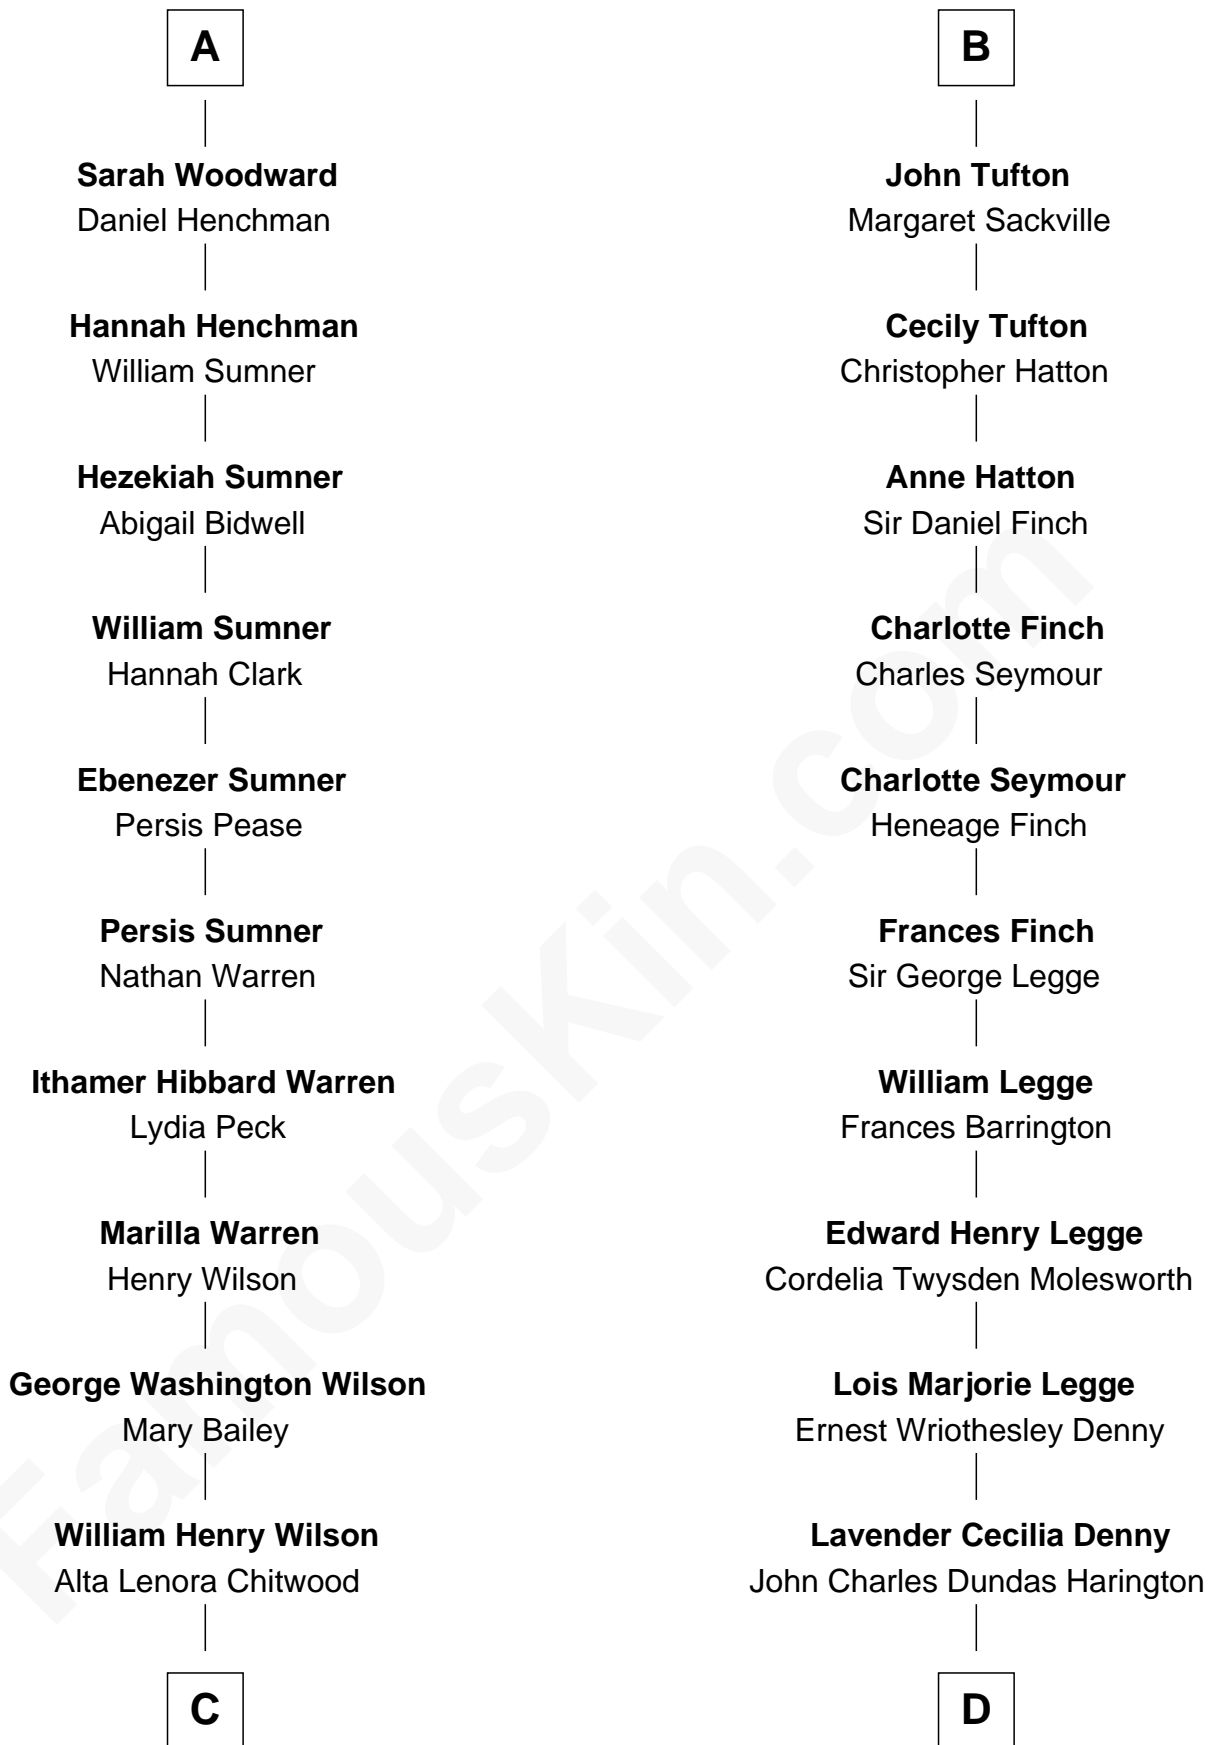 A
Sarah Woodward
Daniel Henchman
Hannah Henchman
William Sumner
Hezekiah Sumner
Abigail Bidwell
William Sumner
Hannah Clark
Ebenezer Sumner
Persis Pease
Persis Sumner
Nathan Warren
Ithamer Hibbard Warren
Lydia Peck
Marilla Warren
Henry Wilson
George Washington Wilson
Mary Bailey
William Henry Wilson
Alta Lenora Chitwood
C
B
John Tufton
Margaret Sackville
Cecily Tufton
Christopher Hatton
Anne Hatton
Sir Daniel Finch
Charlotte Finch
Charles Seymour
Charlotte Seymour
Heneage Finch
Frances Finch
Sir George Legge
William Legge
Frances Barrington
Edward Henry Legge
Cordelia Twysden Molesworth
Lois Marjorie Legge
Ernest Wriothesley Denny
Lavender Cecilia Denny
John Charles Dundas Harington
D
FamousKin.com